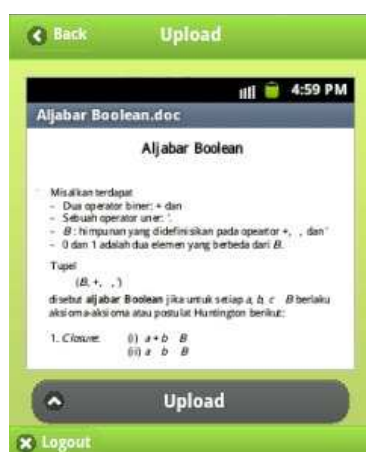 Back Upload
4:59 PM
Aljabar Boolean.doc
Aljabar Boolean
Misalkan terdapat
- Dua operator biner: + dan
- Sebuah operator uner: '.
- B : himpunan yang didefinisikan pada opeartor +, , dan '
- 0 dan 1 adalah dua elemen yang berbeda dari B.
Tupel
(B, +, , ')
disebut aljabar Boolean jika untuk setiap a, b, c B berlaku
aksioma-aksioma atau postulat Huntington berikut:
1. Closure: (i) a + b B
(ii) a b B
Upload
Logout